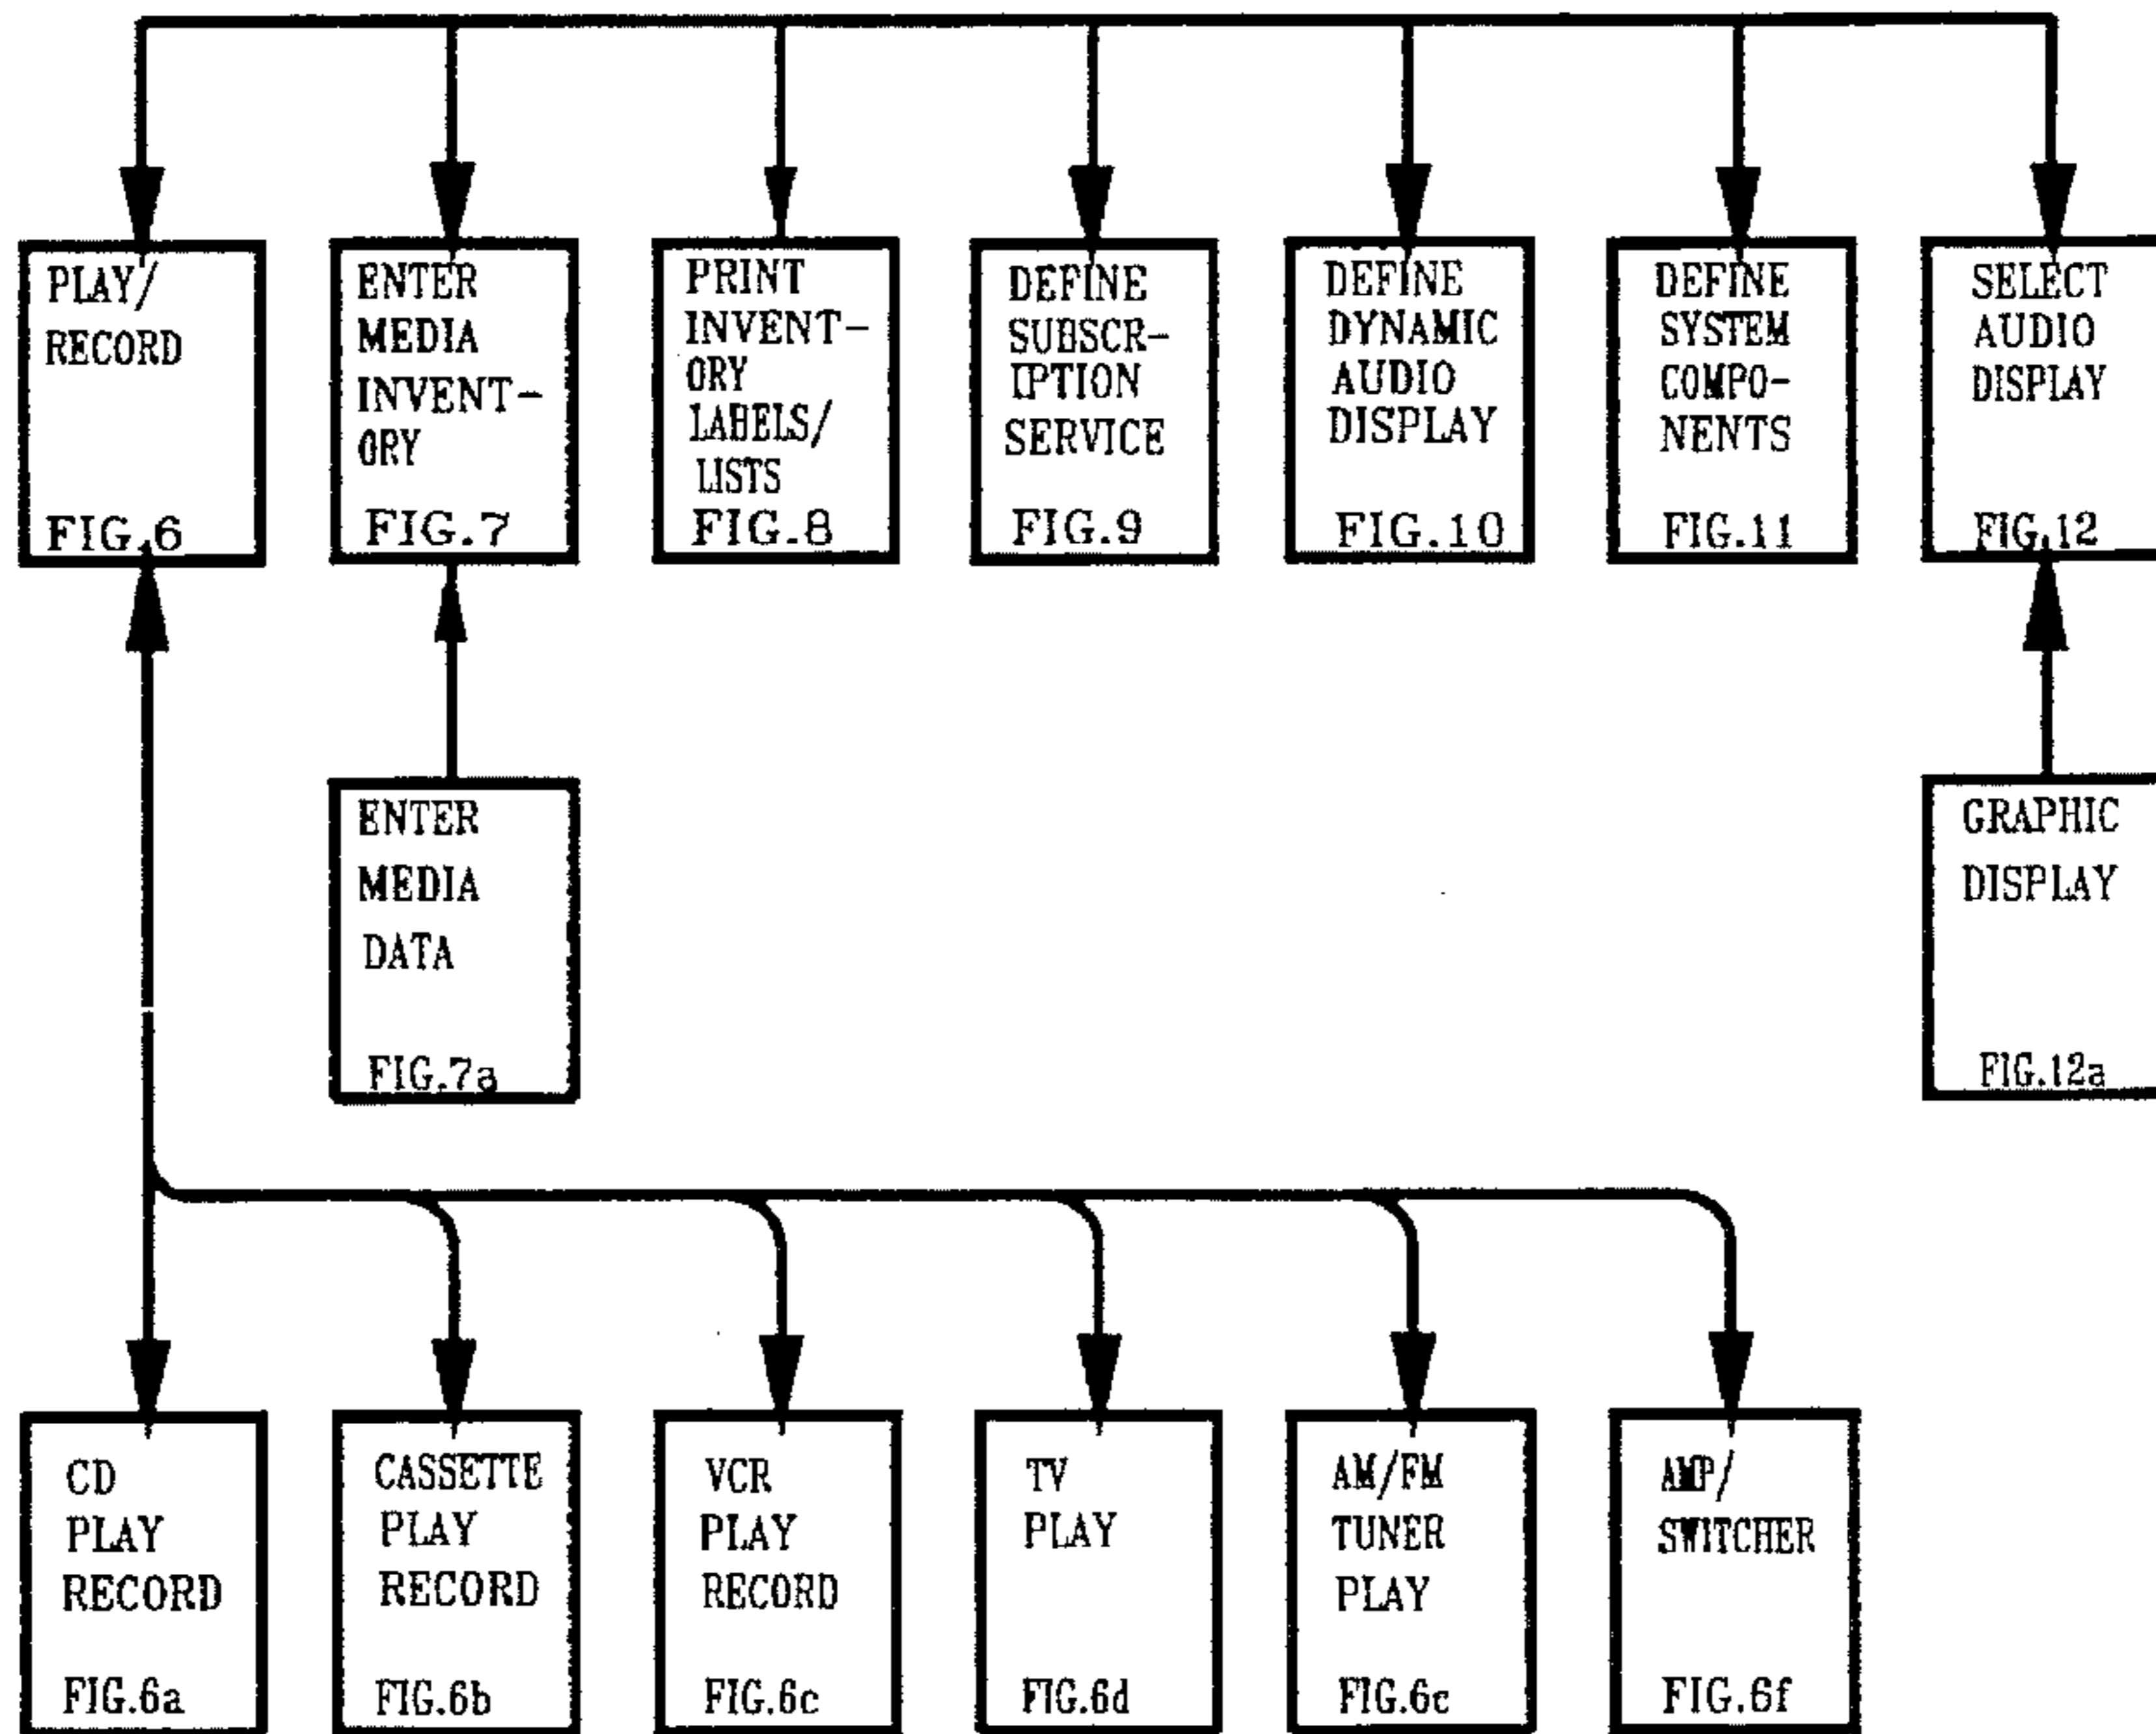 PLAY/
RECORD
FIG.6
ENTER
MEDIA
INVENT-
ORY
FIG.7
PRINT
INVENT-
ORY
LABELS/
LISTS
FIG.8
DEFINE
SUBSCR-
IPTION
SERVICE
FIG.9
DEFINE
DYNAMIC
AUDIO
DISPLAY
FIG.10
DEFINE
SYSTEM
COMPO-
NENTS
FIG.11
SELECT
AUDIO
DISPLAY
FIG.12
ENTER
MEDIA
DATA
FIG.7a
GRAPHIC
DISPLAY
FIG.12a
CD
PLAY
RECORD
FIG.6a
CASSETTE
PLAY
RECORD
FIG.6b
VCR
PLAY
RECORD
FIG.6c
TV
PLAY
FIG.6d
AM/FM
TUNER
PLAY
FIG.6e
AMP/
SWITCHER
FIG.6f